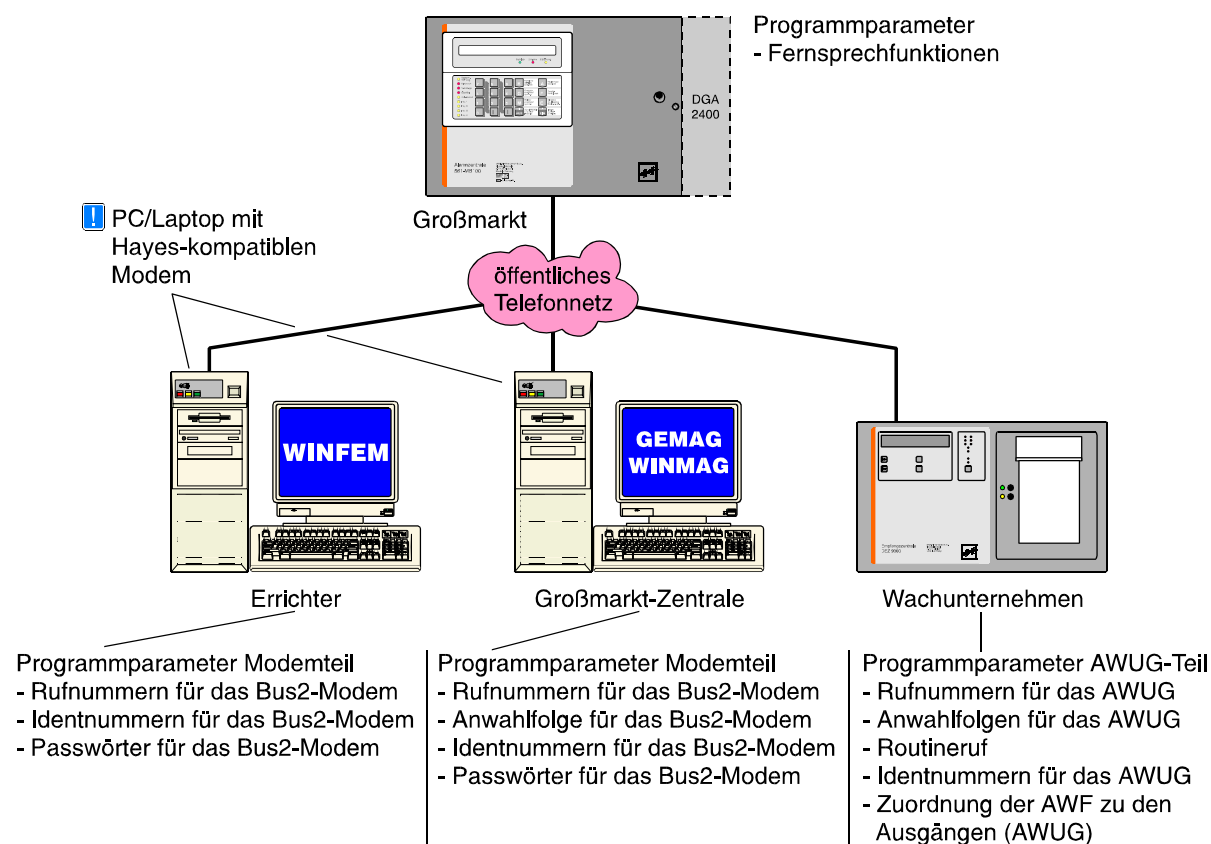 Programmparameter
- Fernsprechfunktionen
DGA
2400
Alarmzentrale
Großmarkt
! PC/Laptop mit
Hayes-kompatiblen
Modem
öffentliches
Telefonnetz
WINFEM
GEMAG
WINMAG
Errichter
Großmarkt-Zentrale
Wachunternehmen
Programmparameter Modemteil
- Rufnummern für das Bus2-Modem
- Identnummern für das Bus2-Modem
- Passwörter für das Bus2-Modem
Programmparameter Modemteil
- Rufnummern für das Bus2-Modem
- Anwahlfolge für das Bus2-Modem
- Identnummern für das Bus2-Modem
- Passwörter für das Bus2-Modem
Programmparameter AWUG-Teil
- Rufnummern für das AWUG
- Anwahlfolgen für das AWUG
- Routineruf
- Identnummern für das AWUG
- Zuordnung der AWF zu den
Ausgängen (AWUG)